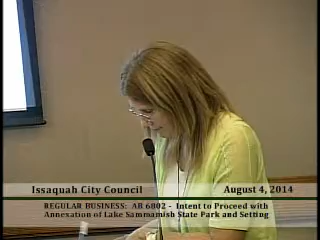 Issaquah City Council August 4, 2014
REGULAR BUSINESS: AB 6802 - Intent to Proceed with
Annexation of Lake Sammamish State Park and Setting